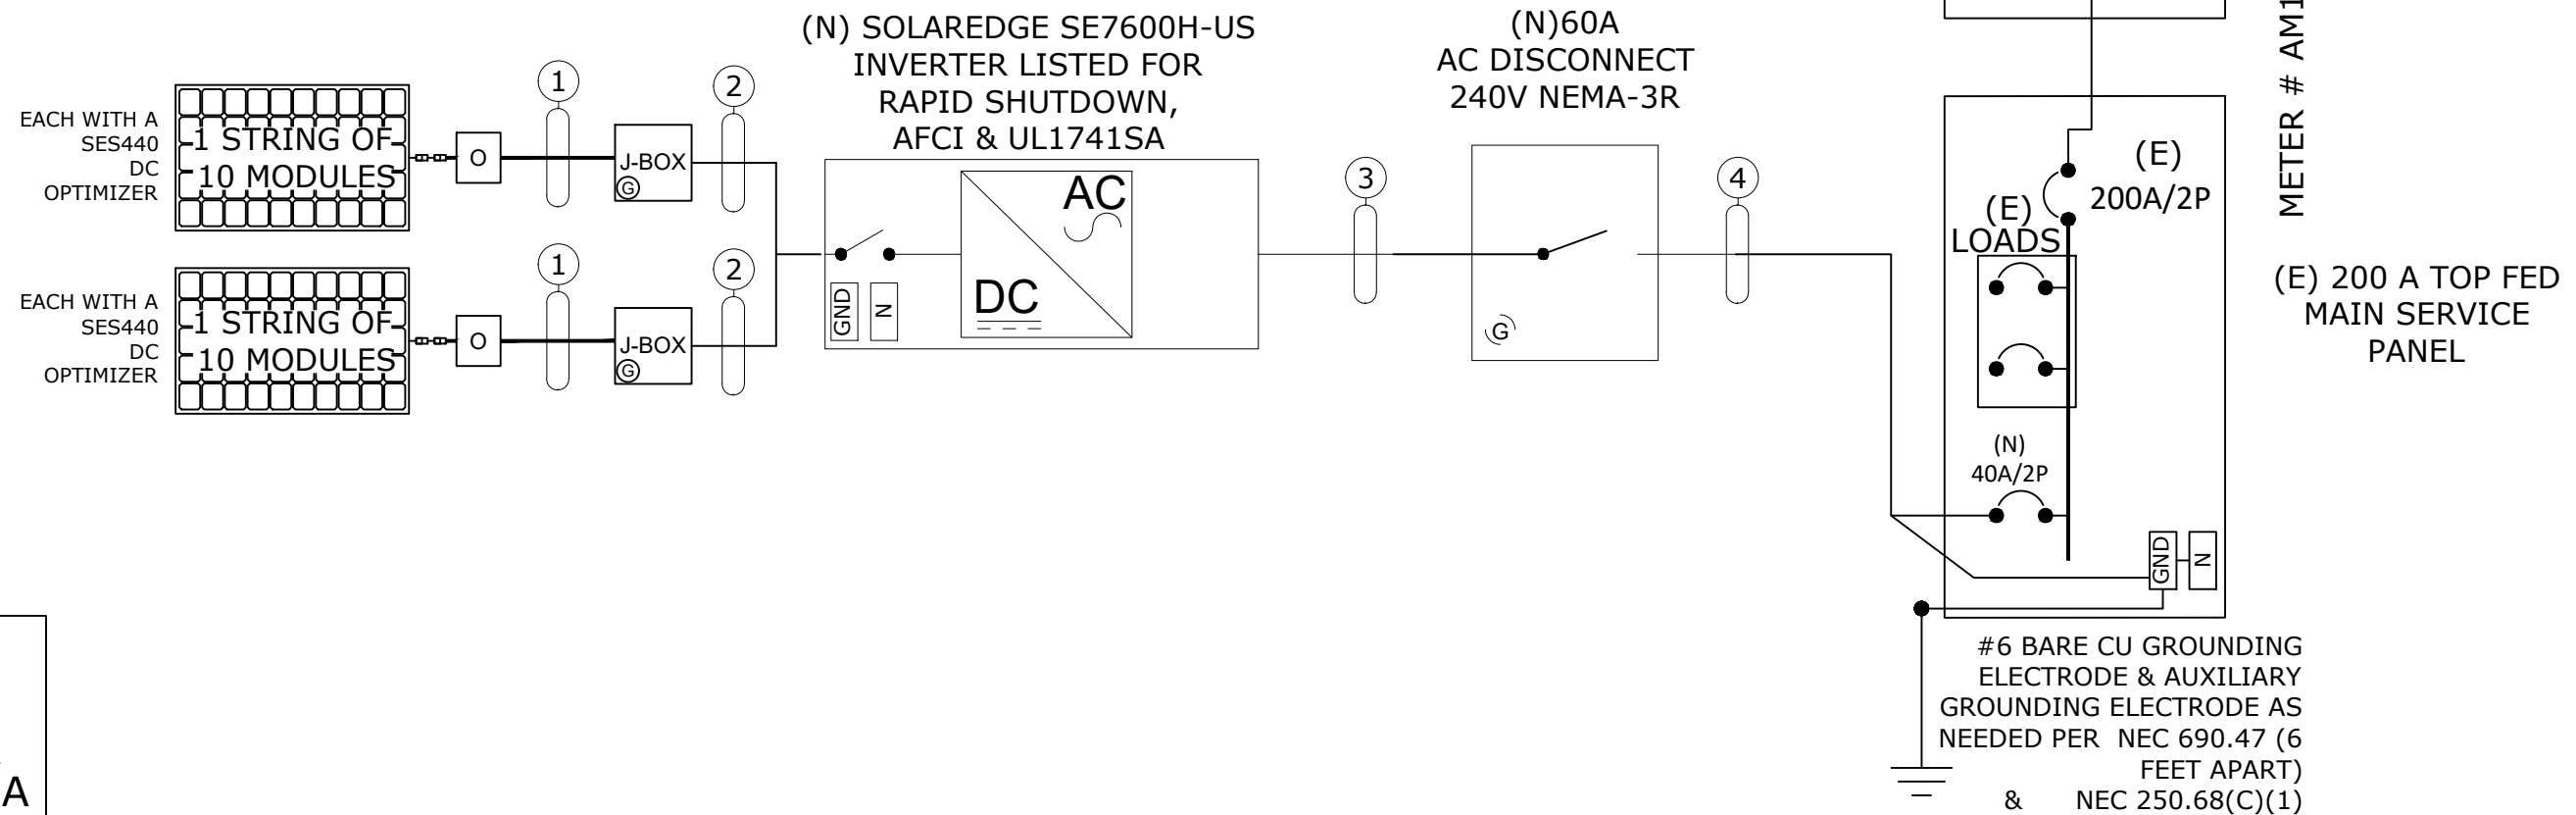 EACH WITH A
SES440
DC
OPTIMIZER
1 STRING OF
10 MODULES
O
1
J-BOX
G
2
EACH WITH A
SES440
DC
OPTIMIZER
1 STRING OF
10 MODULES
O
1
J-BOX
G
2
(N) SOLAREDGE SE7600H-US
INVERTER LISTED FOR
RAPID SHUTDOWN,
AFCI & UL1741SA
GND
N
AC
DC
3
(N)60A
AC DISCONNECT
240V NEMA-3R
G
4
METER # AM1
(E)
200A/2P
(E)
LOADS
(N)
40A/2P
GND
N
(E) 200 A TOP FED
MAIN SERVICE
PANEL
#6 BARE CU GROUNDING
ELECTRODE & AUXILIARY
GROUNDING ELECTRODE AS
NEEDED PER NEC 690.47 (6
FEET APART)
& NEC 250.68(C)(1)
A